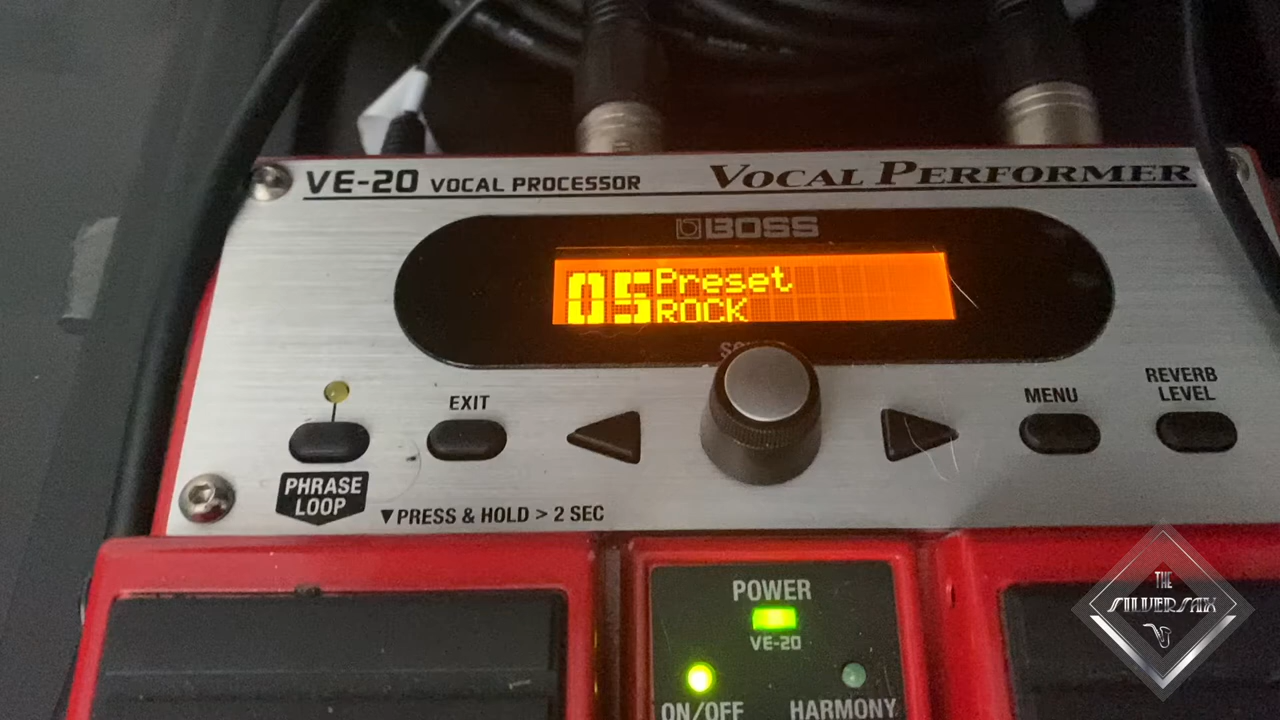 VE-20 VOCAL PROCESSOR
VOCAL PERFORMER
BOSS
05 Preset
ROCK
EXIT
MENU
REVERB
LEVEL
PHRASE
LOOP
▼PRESS & HOLD > 2 SEC
POWER
VE-20
ON/OFF
HARMONY
THE
SILVERSAX